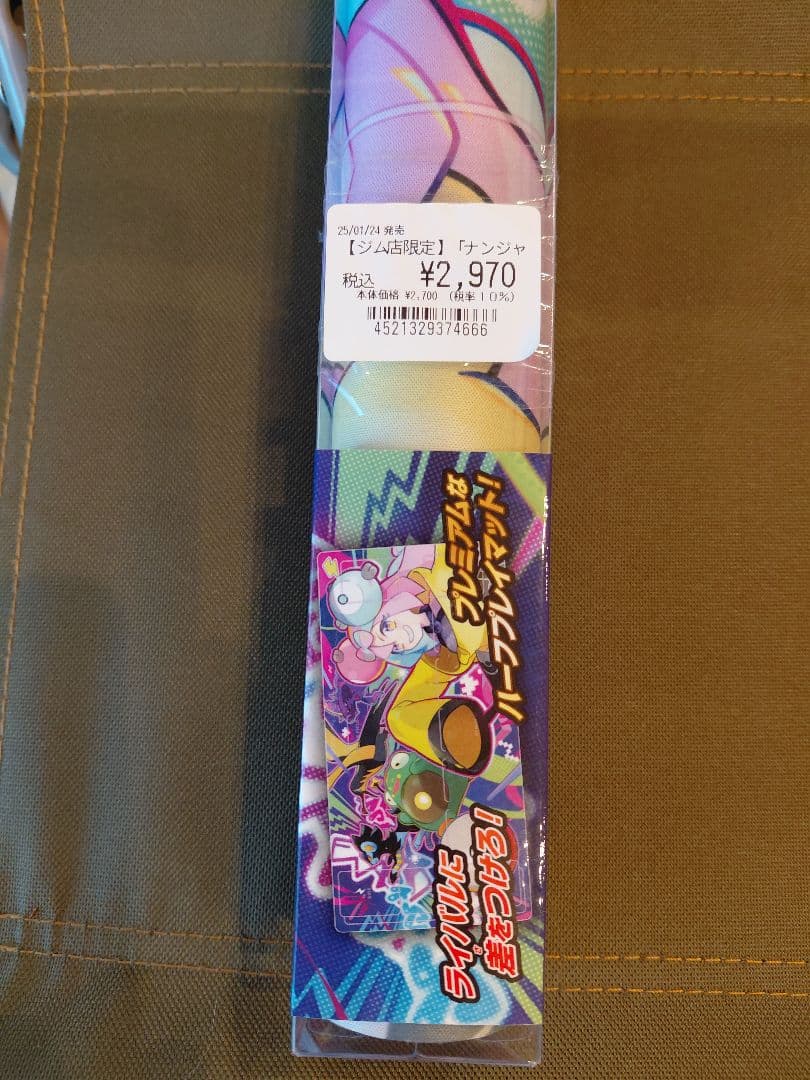 25/01/24 発売
【ジム店限定】「ナンジャ
税込 ¥2,970
本体価格 ¥2,700 (税率10%)
4521329374666
プレミアムな
ハーフプレイマット!
ライバルに
差をつけろ!